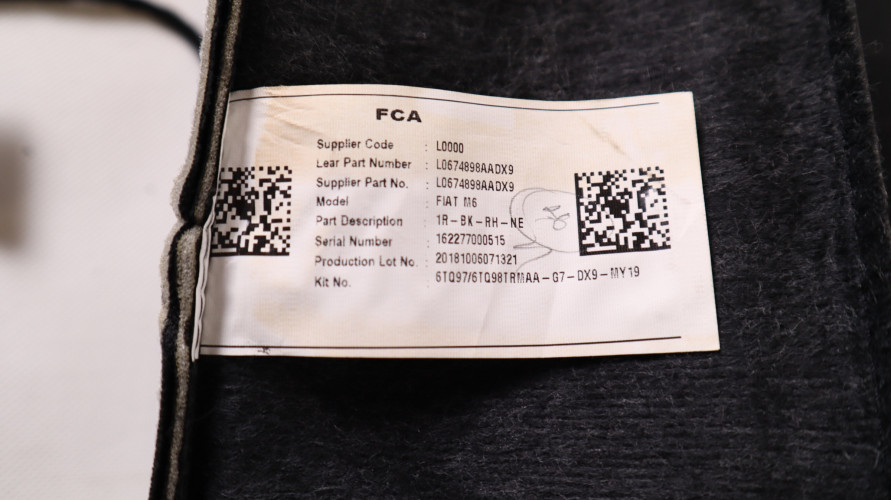 FCA
Supplier Code : L0000
Lear Part Number : L0674898AADX9
Supplier Part No. : L0674898AADX9
Model : FIAT M6
Part Description : 1R-BK-RH-NE
Serial Number : 162277000515
Production Lot No. : 20181006071321
Kit No. : 6TQ97/6TQ98TRMAA-G7-DX9-MY19